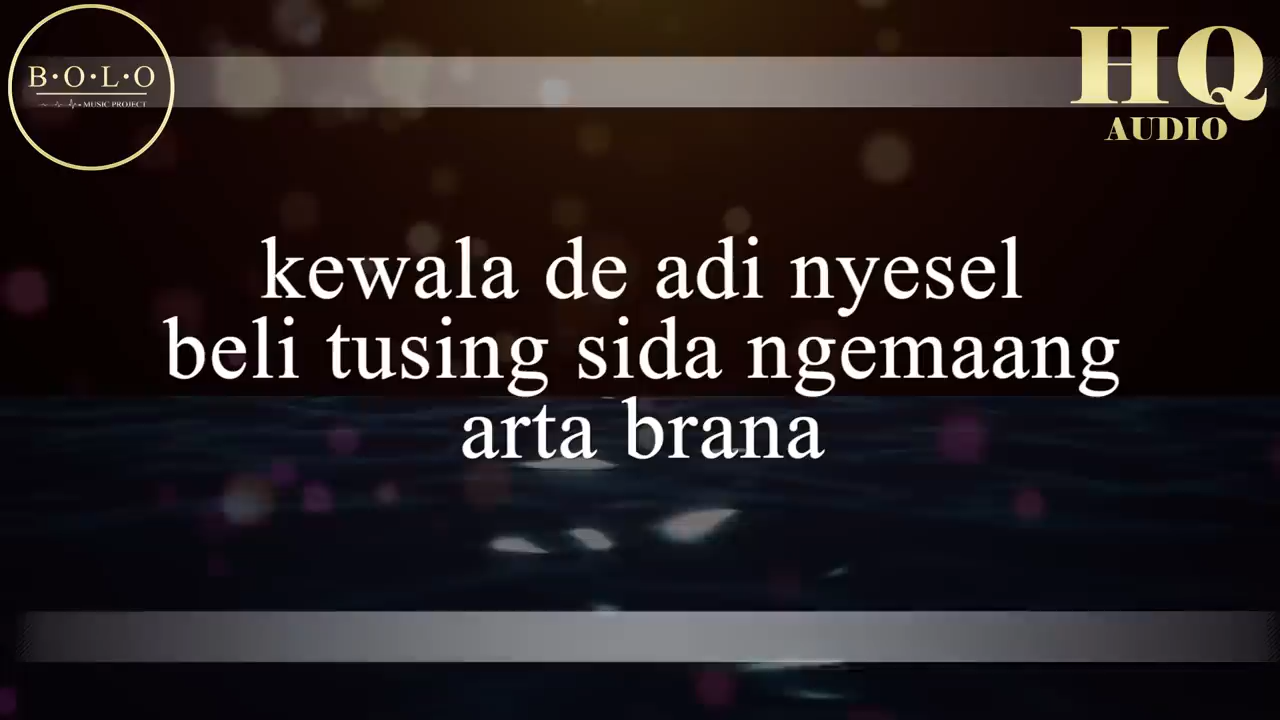 B·O·L·O
MUSIC PROJECT
HQ
AUDIO
kewala de adi nyesel
beli tusing sida ngemaang
arta brana